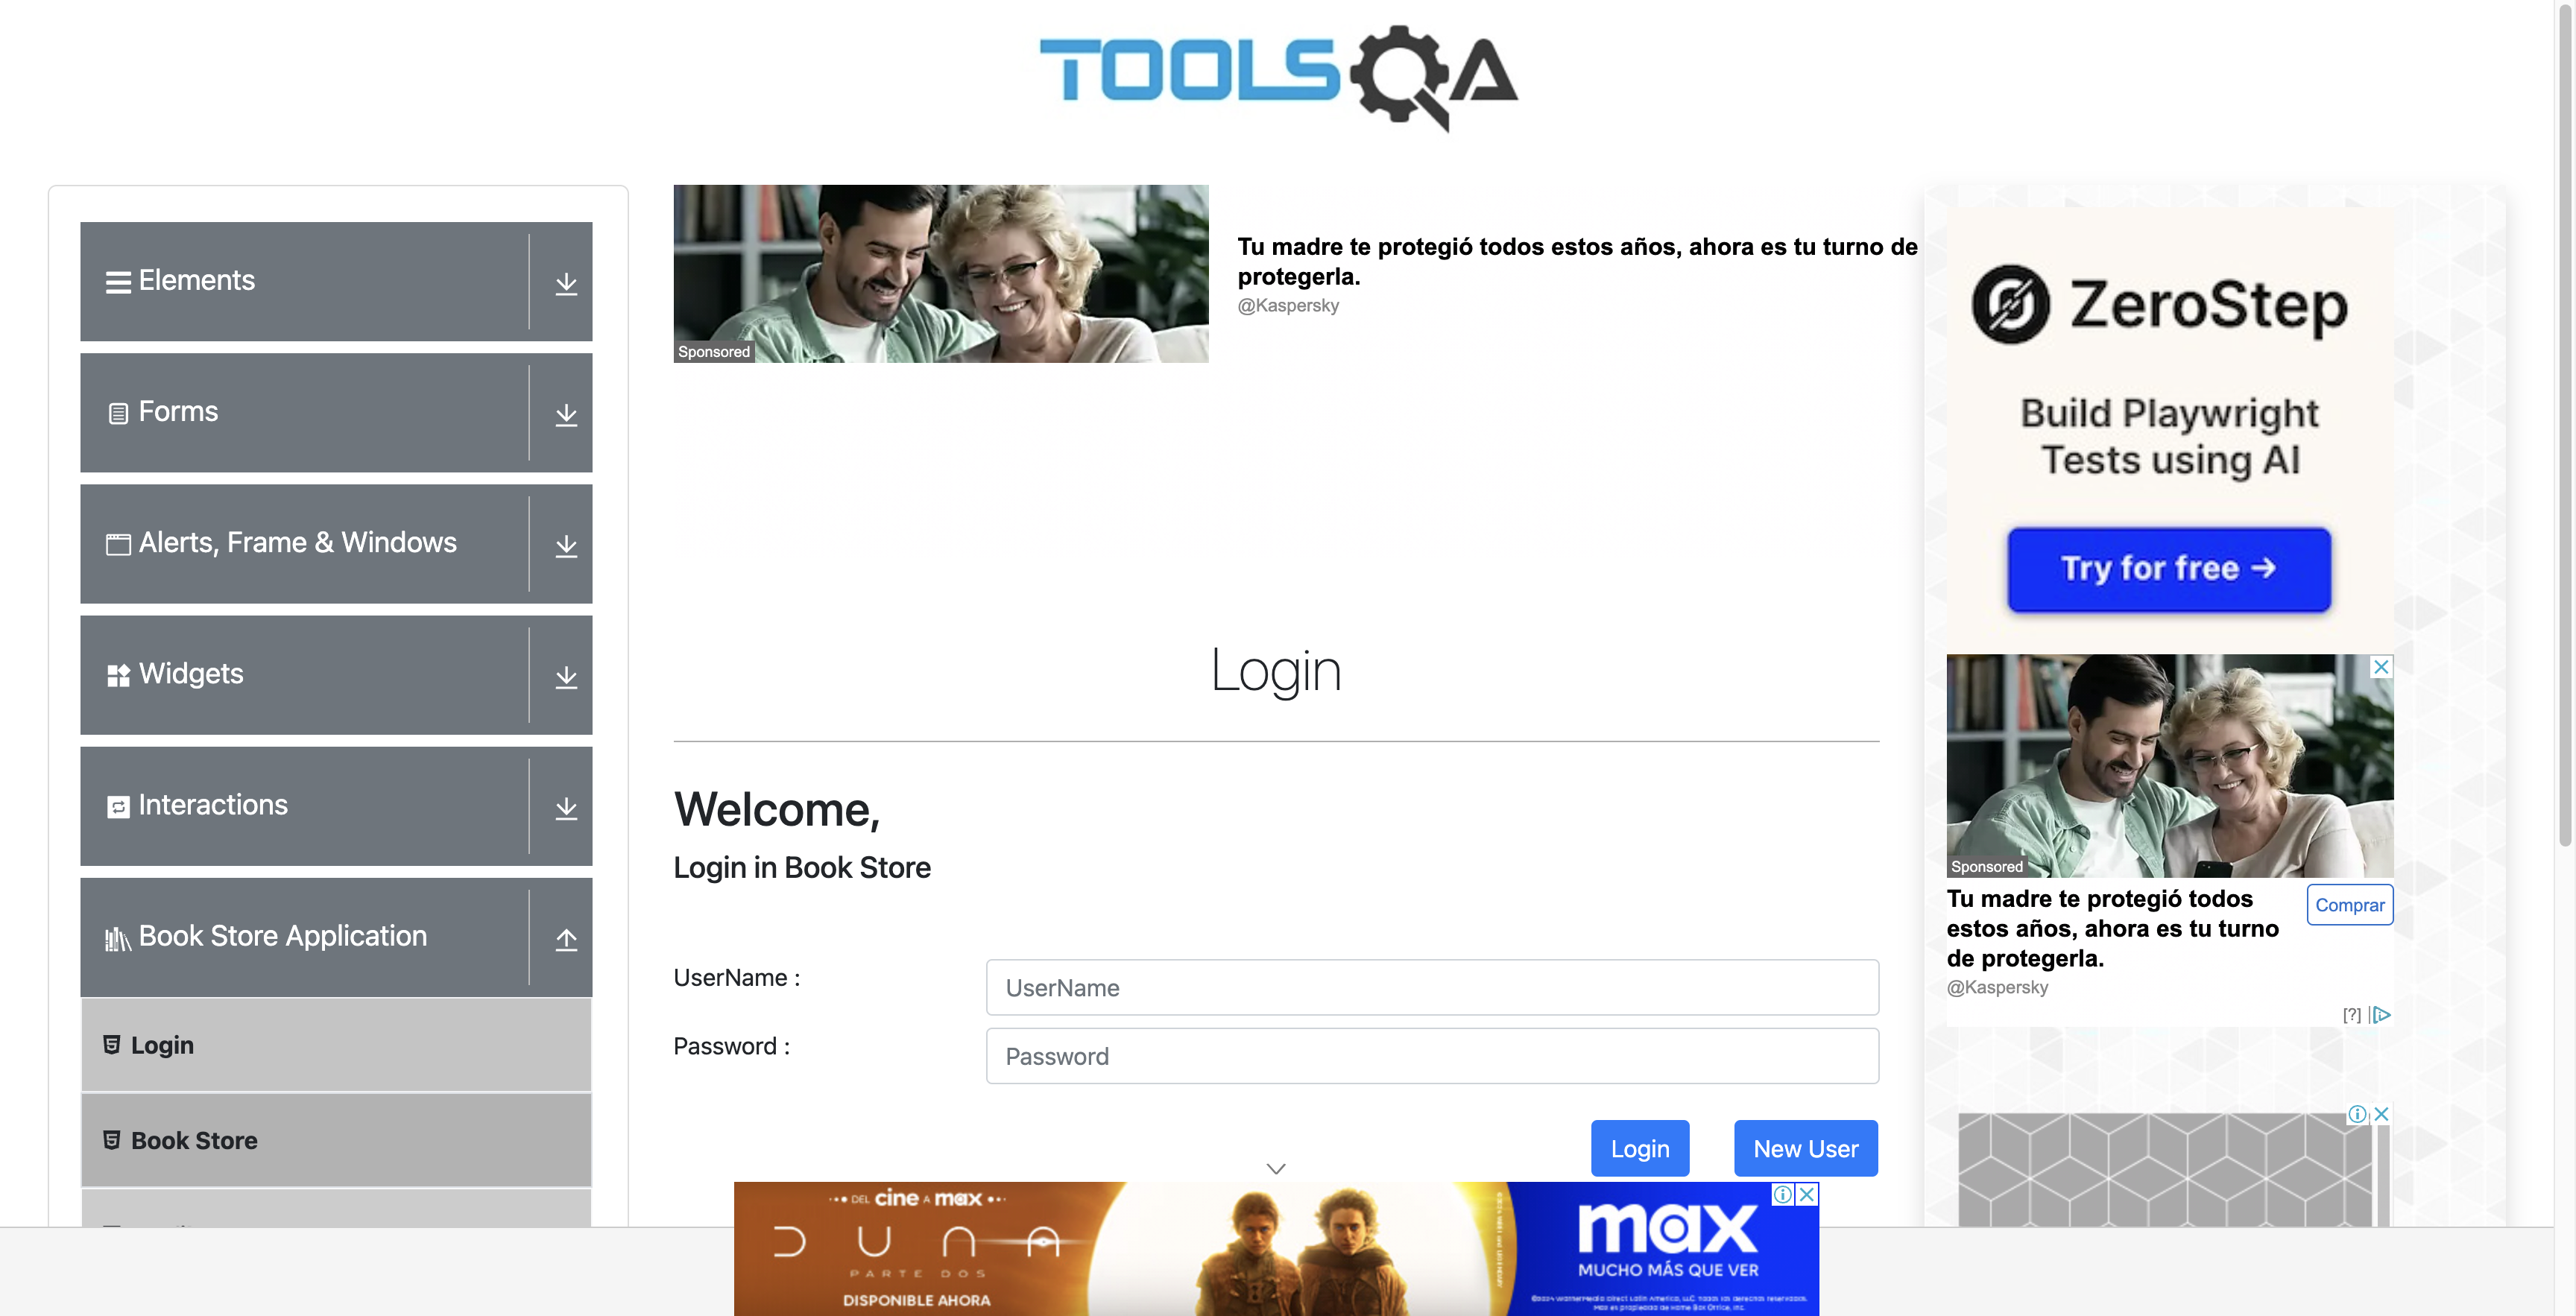 TOOLSQA
Elements
Forms
Alerts, Frame & Windows
Widgets
Interactions
Book Store Application
Login
Book Store
Sponsored
Tu madre te protegió todos estos años, ahora es tu turno de
protegerla.
@Kaspersky
Login
Welcome,
Login in Book Store
UserName :
UserName
Password :
Password
Login
New User
ZeroStep
Build Playwright
Tests using AI
Try for free →
Sponsored
Tu madre te protegió todos
estos años, ahora es tu turno
de protegerla.
Comprar
@Kaspersky
[?]
DEL cine A max
DUNA
PARTE DOS
DISPONIBLE AHORA
max
MUCHO MÁS QUE VER